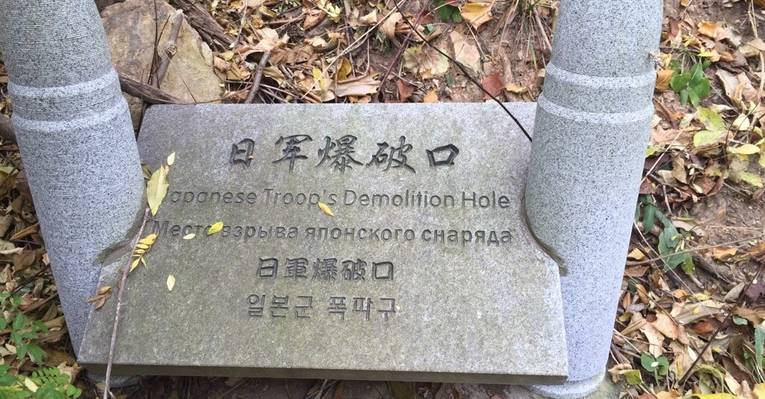 日军爆破口
Japanese Troop's Demolition Hole
Место взрыва японского снаряда
日軍爆破口
일본군 폭파구